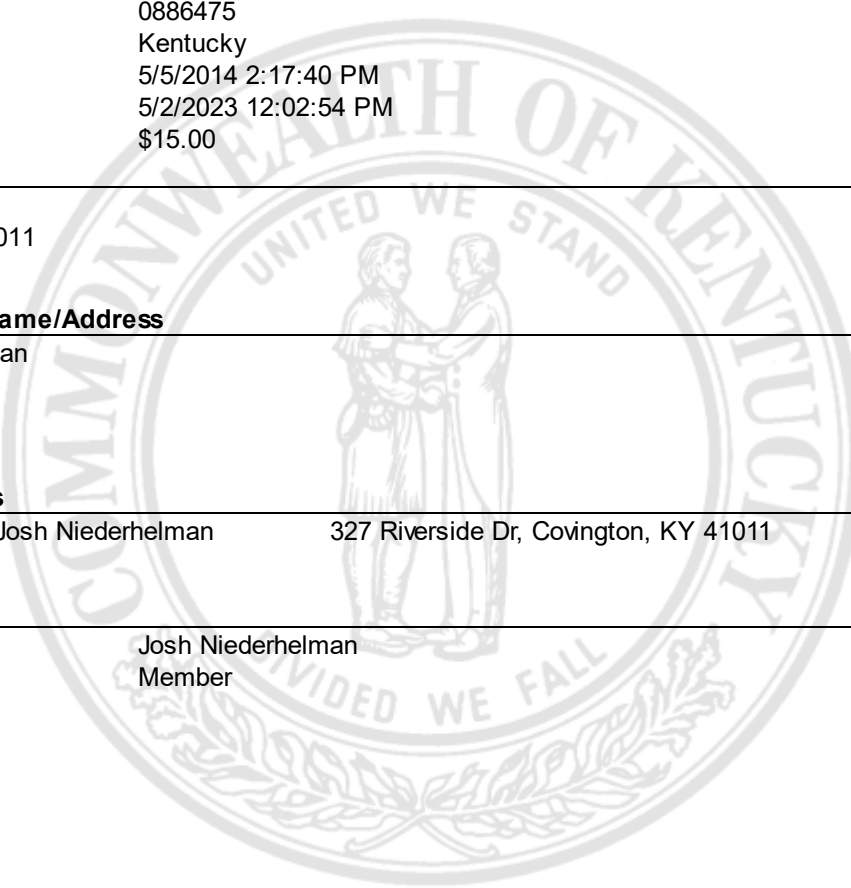 0886475
Kentucky
5/5/2014 2:17:40 PM
5/2/2023 12:02:54 PM
$15.00
COMMONWEALTH OF KENTUCKY
UNITED WE STAND
011
ame/Address
an
s
Josh Niederhelman 327 Riverside Dr, Covington, KY 41011
Josh Niederhelman
Member
DIVIDED WE FALL